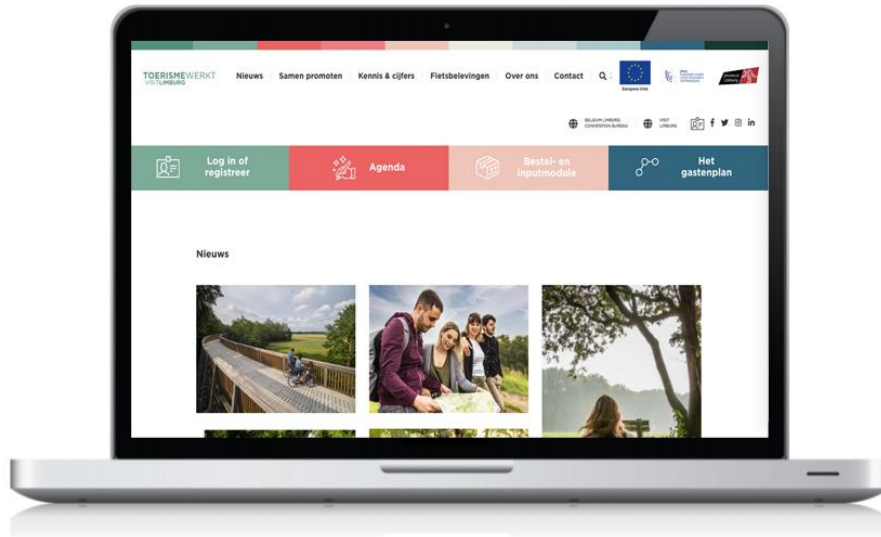 TOERISMEWERKT
VISITLIMBURG
Nieuws
Samen promoten
Kennis & cijfers
Fietsbelevingen
Over ons
Contact
Europese Unie
BELGIUM LIMBURG
CONVENTION BUREAU
VISIT
LIMBURG
Log in of
registreer
Agenda
Bestel- en
inputmodule
Het
gastenplan
Nieuws